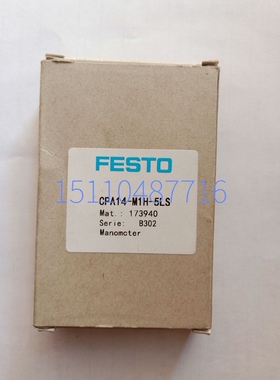 FESTO
15110487716
CPA14-M1H-5LS
Mat.: 173940
Serie: B302
Manometer